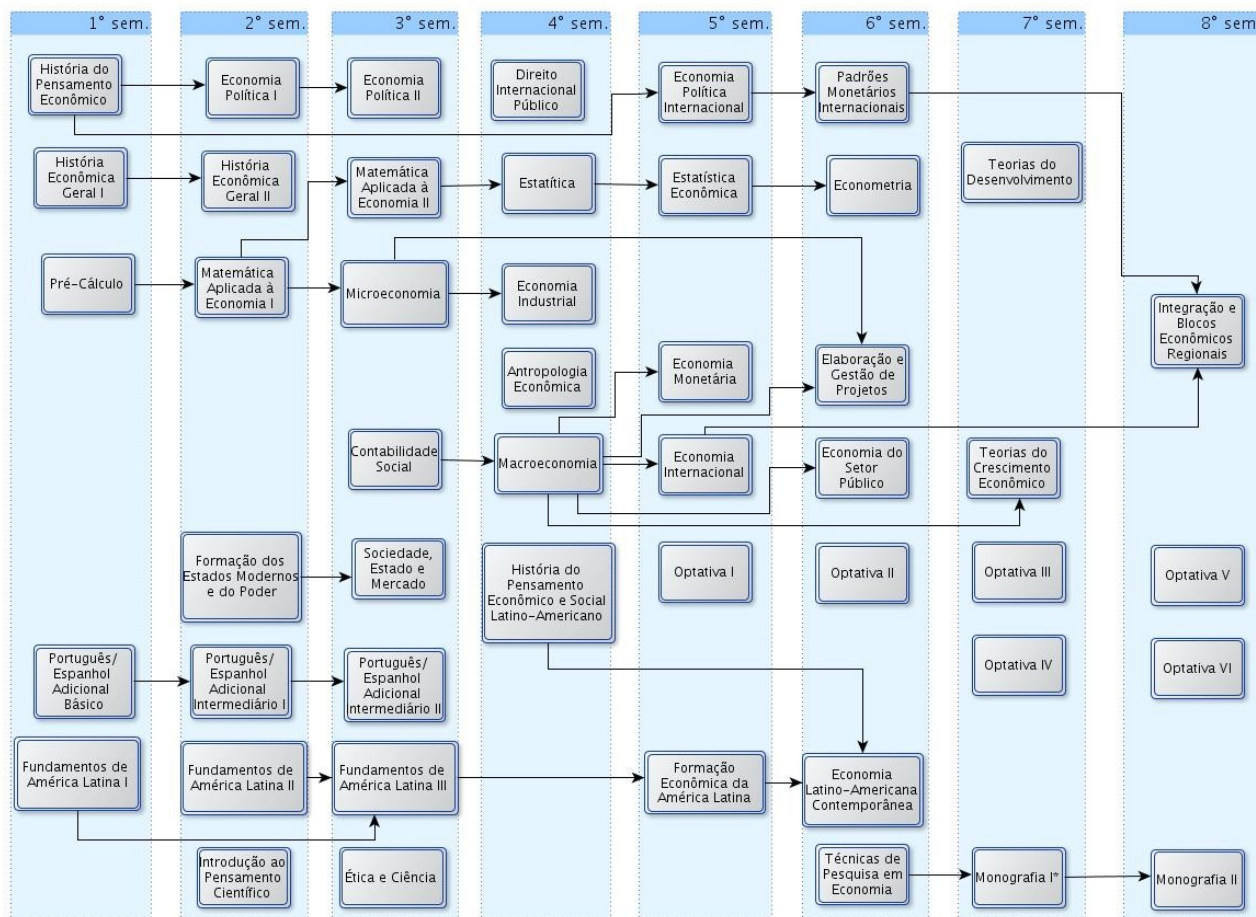 1° sem.
2° sem.
3° sem.
4° sem.
5° sem.
6° sem.
7° sem.
8° sem
História do
Pensamento
Econômico
Economia
Política I
Economia
Política II
Direito
Internacional
Público
Economia
Política
Internacional
Padrões
Monetários
Internacionais
História
Econômica
Geral I
História
Econômica
Geral II
Matemática
Aplicada à
Economia II
Estatítica
Estatística
Econômica
Econometria
Teorias do
Desenvolvimento
Pré-Cálculo
Matemática
Aplicada à
Economia I
Microeconomia
Economia
Industrial
Integração e
Blocos
Econômicos
Regionais
Antropologia
Econômica
Economia
Monetária
Elaboração e
Gestão de
Projetos
Contabilidade
Social
Macroeconomia
Economia
Internacional
Economia do
Setor
Público
Teorias do
Crescimento
Econômico
Formação dos
Estados Modernos
e do Poder
Sociedade,
Estado e
Mercado
História do
Pensamento
Econômico e Social
Latino-Americano
Optativa I
Optativa II
Optativa III
Optativa V
Português/
Espanhol
Adicional
Básico
Português/
Espanhol
Adicional
Intermediário I
Português/
Espanhol
Adicional
Intermediário II
Optativa IV
Optativa VI
Fundamentos de
América Latina I
Fundamentos de
América Latina II
Fundamentos de
América Latina III
Formação
Econômica da
América Latina
Economia
Latino-Americana
Contemporânea
Introdução ao
Pensamento
Científico
Ética e Ciência
Técnicas de
Pesquisa em
Economia
Monografia I*
Monografia II